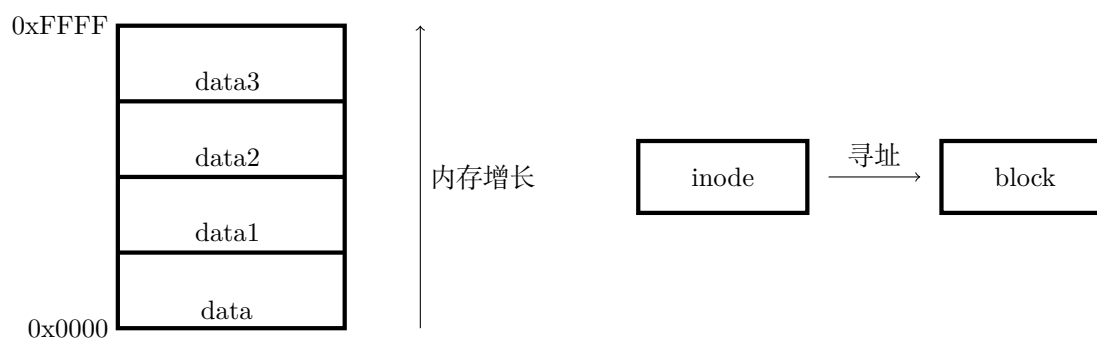 0xFFFF
data3
data2
data1
data
0x0000
内存增长
inode
寻址
block